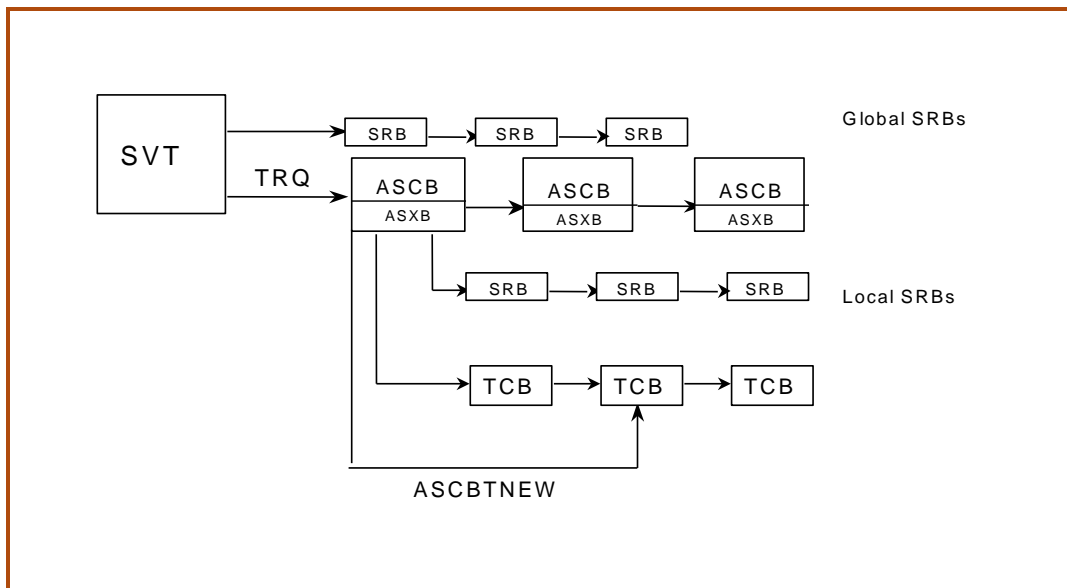 SRB SRB SRB Global SRBs
SVT
TRQ ASCB ASCB ASCB
ASXB ASXB ASXB
SRB SRB SRB Local SRBs
TCB TCB TCB
ASCBTNEW